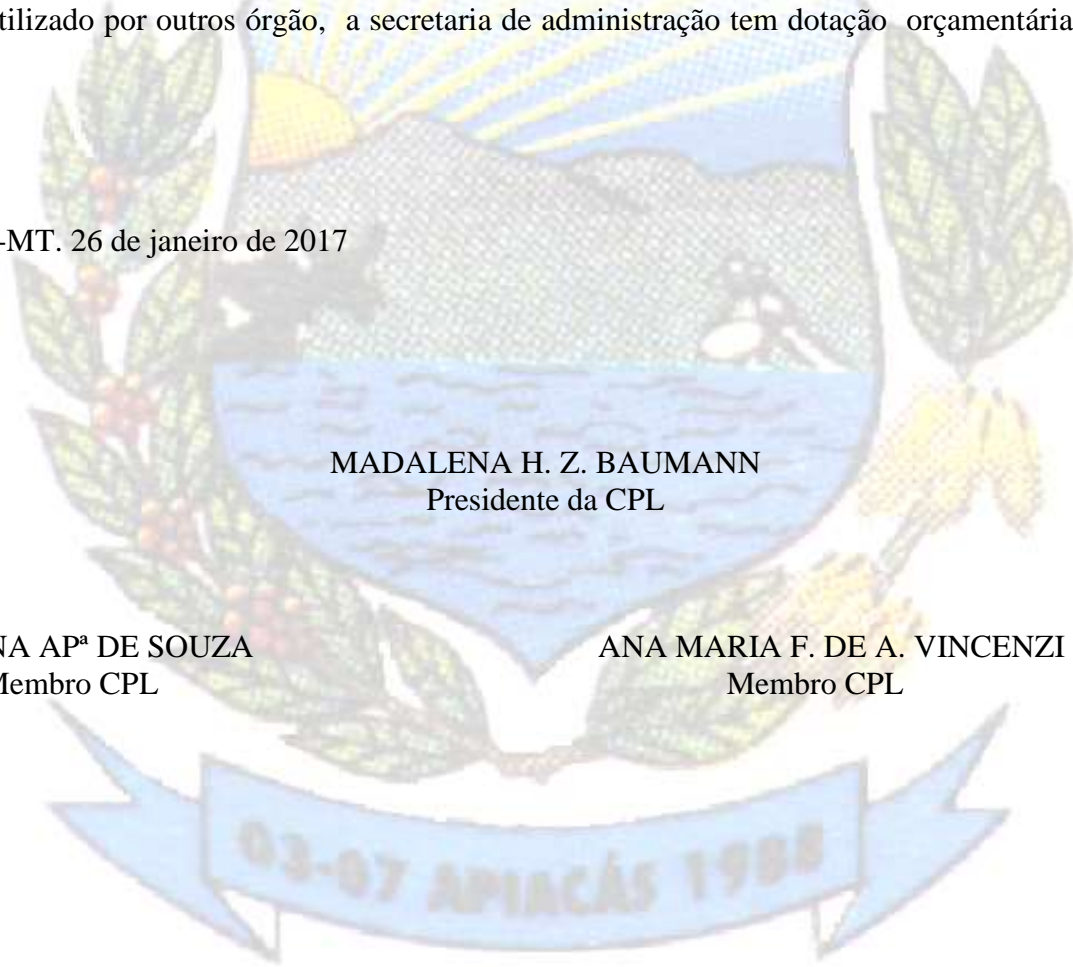 tilizado por outros órgão, a secretaria de administração tem dotação orçamentária
-MT. 26 de janeiro de 2017
MADALENA H. Z. BAUMANN
Presidente da CPL
NA APª DE SOUZA ANA MARIA F. DE A. VINCENZI
Membro CPL Membro CPL
03-07 APIACÁS 1988